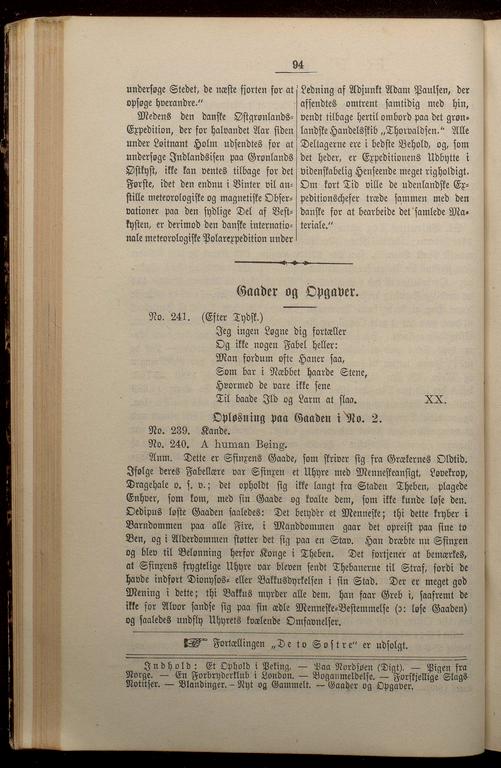 94
undersøge Stedet, de næste fjorten for at
opsøge hverandre."
Medens den danske Østgrønlands-
Expedition, der for halvandet Aar siden
under Løitnant Holm udsendtes for at
undersøge Indlandsisen paa Grønlands
Østkyst, ikke kan ventes tilbage for det
Første, idet den endnu i Vinter vil an-
stille meteorologiske og magnetiske Obser-
vationer paa den sydlige Del af Vest-
kysten, er derimod den danske internatio-
nale meteorologiske Polarexpedition under
Ledning af Adjunkt Adam Paulsen, der
affendtes omtrent samtidig med hin,
vendt tilbage hertil ombord paa det grøn-
landske Handelsskib „Thorvaldsen." Alle
Deltagerne ere i bedste Behold, og, som
det heder, er Expeditionens Udbytte i
videnskabelig Henseende meget righoldigt.
Om kort Tid ville de udenlandske Ex-
peditionschefer træde sammen med den
danske for at bearbeide det samlede Ma-
teriale."
Gaader og Opgaver.
No. 241. (Efter Tydsk.)
Jeg ingen Løgne dig fortæller
Og ikke nogen Fabel heller:
Man fordum ofte Haner saa,
Som bar i Næbbet haarde Stene,
Hvormed de vare ikke sene
Til baade Ild og Larm at slaa. XX.
Opløsning paa Gaaden i No. 2.
No. 239. Kande.
No. 240. A human Being.
Anm. Dette er Sfinxens Gaade, som skriver sig fra Grækernes Oldtid.
Ifølge deres Fabellære var Sfinxen et Uhyre med Menneskeansigt, Løvekrop,
Dragehale o. s. v.; det opholdt sig ikke langt fra Staden Theben, plagede
Enhver, som kom, med sin Gaade og kvalte dem, som ikke kunde løse den.
Oedipus løste Gaaden saaledes: Det betyder et Menneske; thi dette kryber i
Barndommen paa alle Fire, i Manddommen gaar det opreist paa sine to
Ben, og i Alderdommen støtter det sig paa en Stav. Han dræbte nu Sfinxen
og blev til Belønning herfor Konge i Theben. Det fortjener at bemærkes,
at Sfinxens frygtelige Uhyre var bleven sendt Thebanerne til Straf, fordi de
havde indført Dionysos- eller Bakkusdyrkelsen i sin Stad. Der er meget god
Mening i dette; thi Bakkus myrder alle dem, han faar Greb i, saafremt de
ikke for Alvor sandse sig paa sin ædle Menneske-Bestemmelse (ɔ: løse Gaaden)
og saaledes undfly Uhyrets kvælende Omfavnelser.
☞ Fortællingen „De to Søstre" er udsolgt.
Indhold: Et Ophold i Peking. — Paa Nordsjøen (Digt). — Pigen fra
Norge. — En Forbryderklub i London. — Boganmeldelse. — Forskjellige Slags
Notitser. — Blandinger. - Nyt og Gammelt. — Gaader og Opgaver.